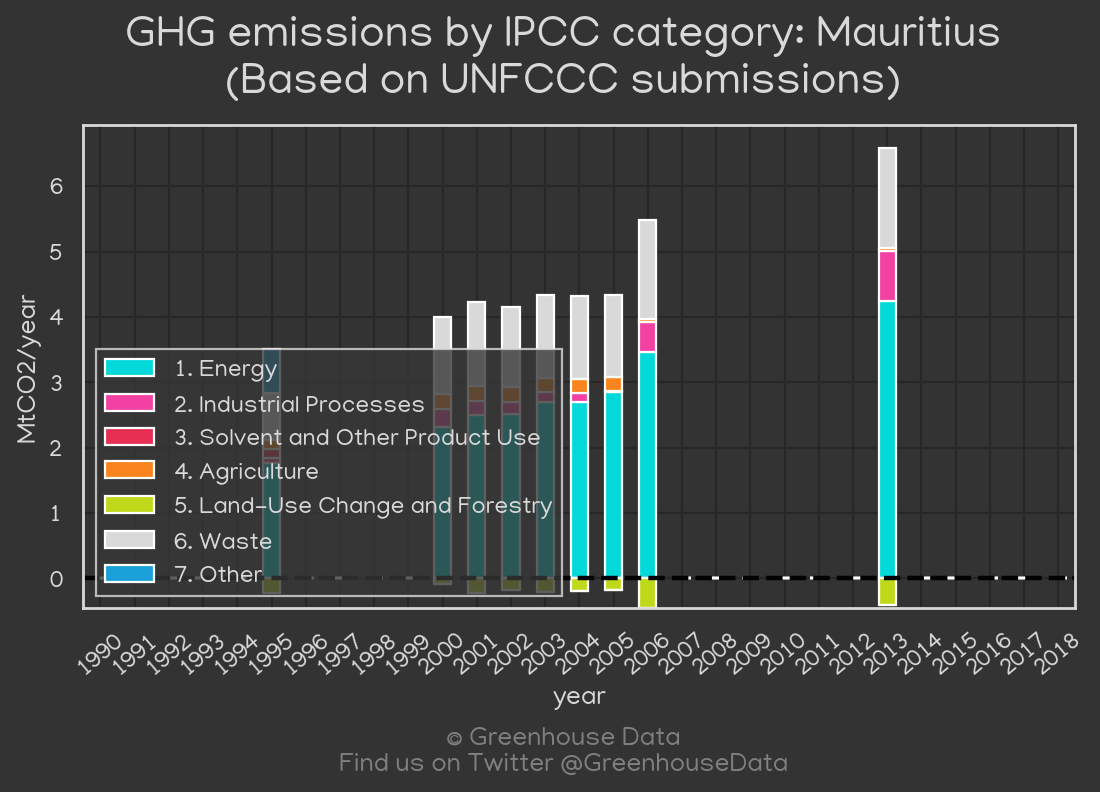 GHG emissions by IPCC category: Mauritius
(Based on UNFCCC submissions)
MtCO2/year
6
5
4
3
2
1
0
1. Energy
2. Industrial Processes
3. Solvent and Other Product Use
4. Agriculture
5. Land-Use Change and Forestry
6. Waste
7. Other
1990 1991 1992 1993 1994 1995 1996 1997 1998 1999 2000 2001 2002 2003 2004 2005 2006 2007 2008 2009 2010 2011 2012 2013 2014 2015 2016 2017 2018
year
© Greenhouse Data
Find us on Twitter @GreenhouseData